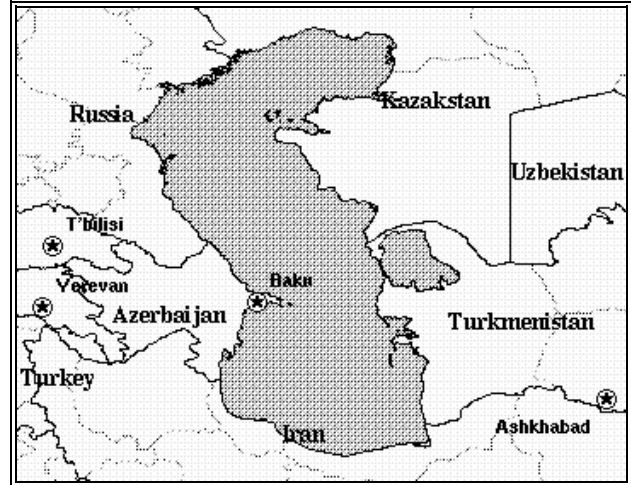 Kazakstan
Russia
Uzbekistan
T'bilisi
Baku
Yerevan
Azerbaijan
Turkmenistan
Turkey
Iran
Ashkhabad